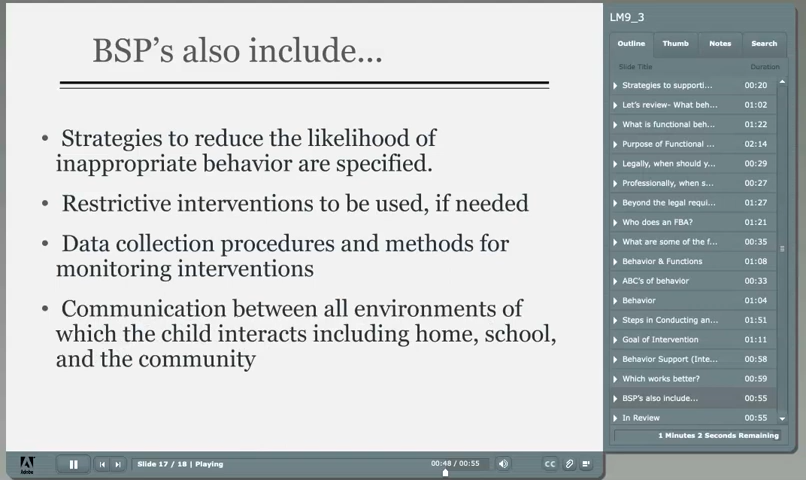 BSP's also include...
• Strategies to reduce the likelihood of
inappropriate behavior are specified.
• Restrictive interventions to be used, if needed
• Data collection procedures and methods for
monitoring interventions
• Communication between all environments of
which the child interacts including home, school,
and the community
LM9_3
Outline Thumb Notes Search
Slide Title Duration
Strategies to supporti... 00:20
Let's review- What beh... 01:02
What is functional beh... 01:22
Purpose of Functional ... 02:14
Legally, when should y... 00:29
Professionally, when s... 00:27
Beyond the legal requi... 01:27
Who does an FBA? 01:21
What are some of the f... 00:35
Behavior & Functions 01:08
ABC's of behavior 00:33
Behavior 01:04
Steps in Conducting an... 01:51
Goal of Intervention 01:11
Behavior Support (Inte... 00:58
Which works better? 00:59
BSP's also include... 00:55
In Review 00:55
1 Minutes 2 Seconds Remaining
Adobe
Slide 17 / 18 | Playing 00:48 / 00:55 CC